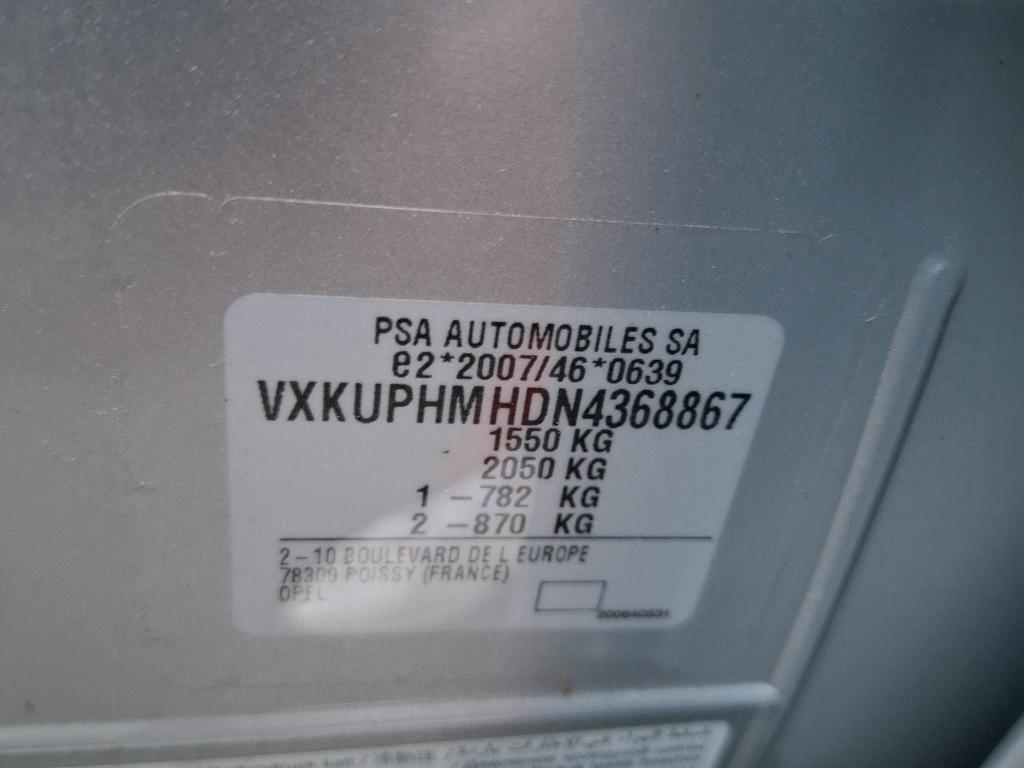 PSA AUTOMOBILES SA
e2*2007/46*0639
VXKUPHMHDN4368867
1550 KG
2050 KG
1 -782 KG
2 -870 KG
2-10 BOULEVARD DE L EUROPE
78300 POISSY (FRANCE)
OPEL